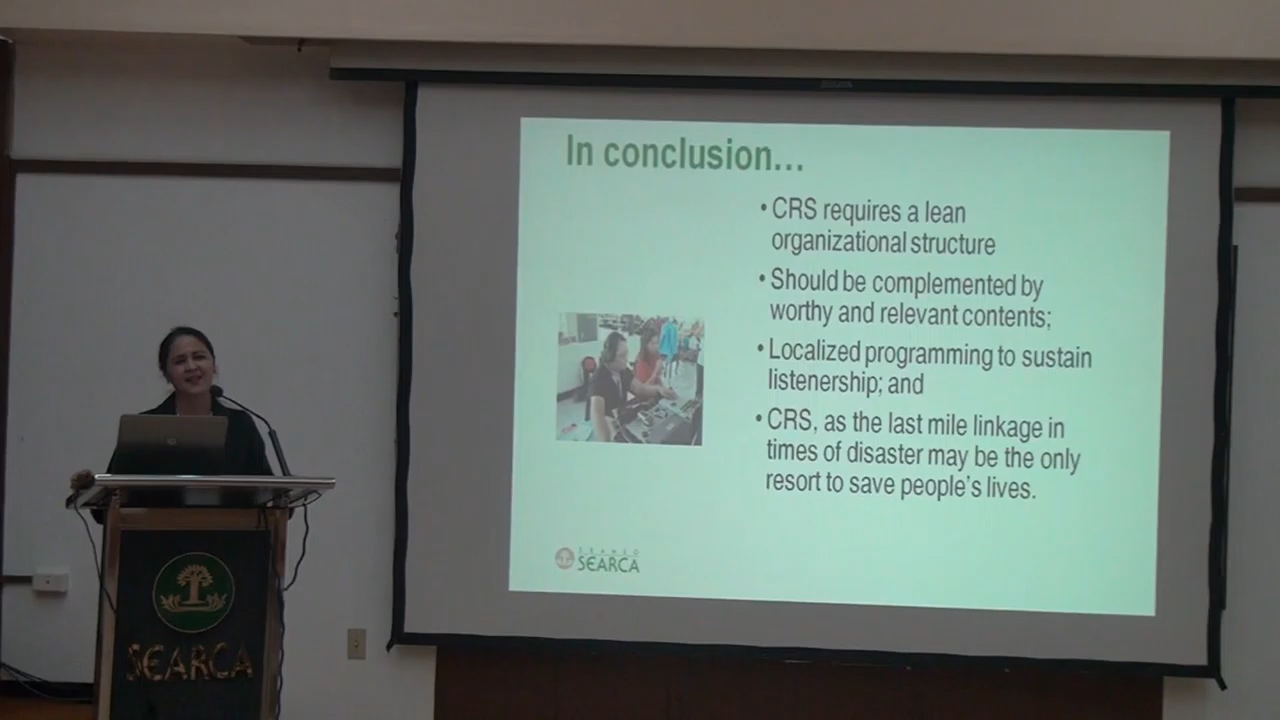 In conclusion...
• CRS requires a lean
organizational structure
• Should be complemented by
worthy and relevant contents;
• Localized programming to sustain
listenership; and
• CRS, as the last mile linkage in
times of disaster may be the only
resort to save people's lives.
SEAMEO
SEARCA
SEARCA